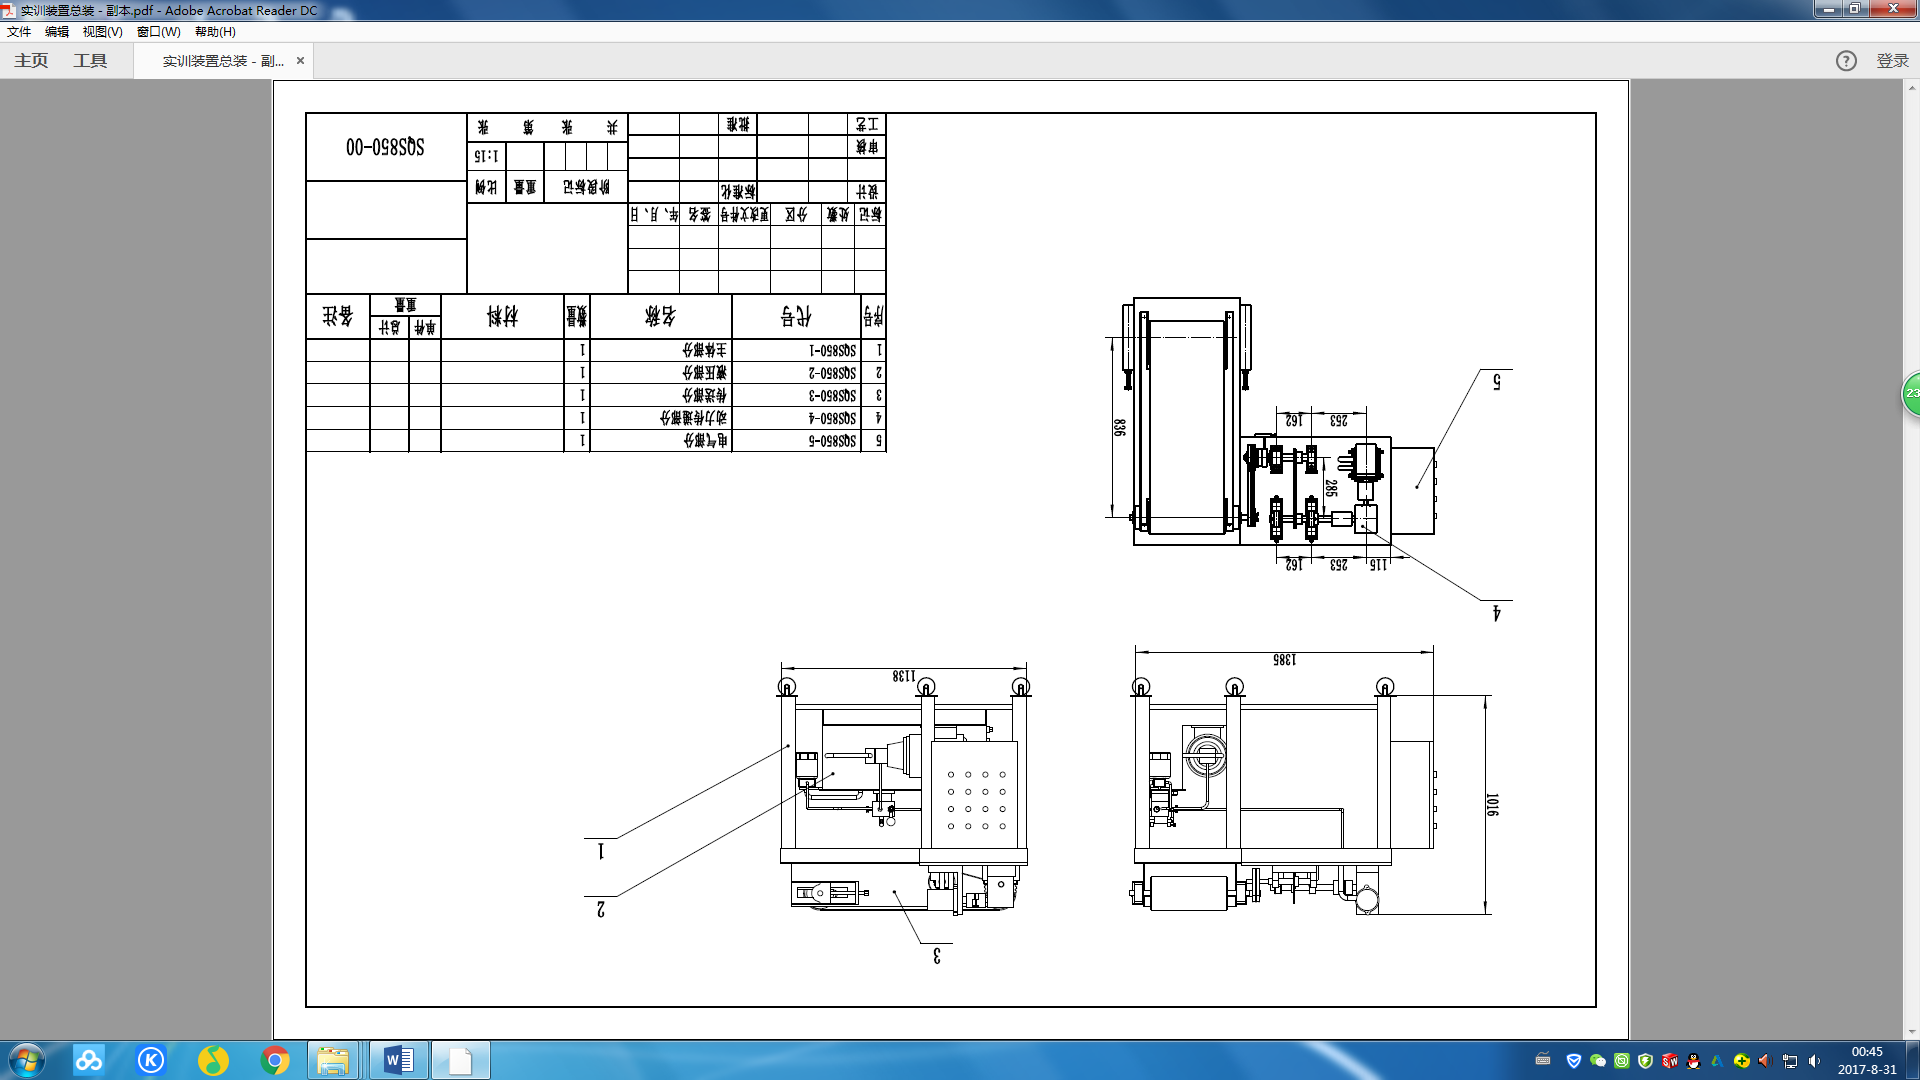 实训装置总装 - 副本.pdf - Adobe Acrobat Reader DC
文件 编辑 视图(V) 窗口(W) 帮助(H)
主页 工具 实训装置总装 - 副... × ? 登录
1016
1385
3
1138
2
1
4
115 253 162
285
253 162
836
5
5 SQS850-5 电气部分 1
4 SQS850-4 动力传递部分 1
3 SQS850-3 传送部分 1
2 SQS850-2 液压部分 1
1 SQS850-1 主体部分 1
序号 代号 名称 数量 材料 单件 总计 重量 备注
标记 处数 分区 更改文件号 签名 年、月、日
设计 标准化 阶段标记 重量 比例
1:15
审核
工艺 批准 共 张 第 张
SQS850-00
23
00:45
2017-8-31